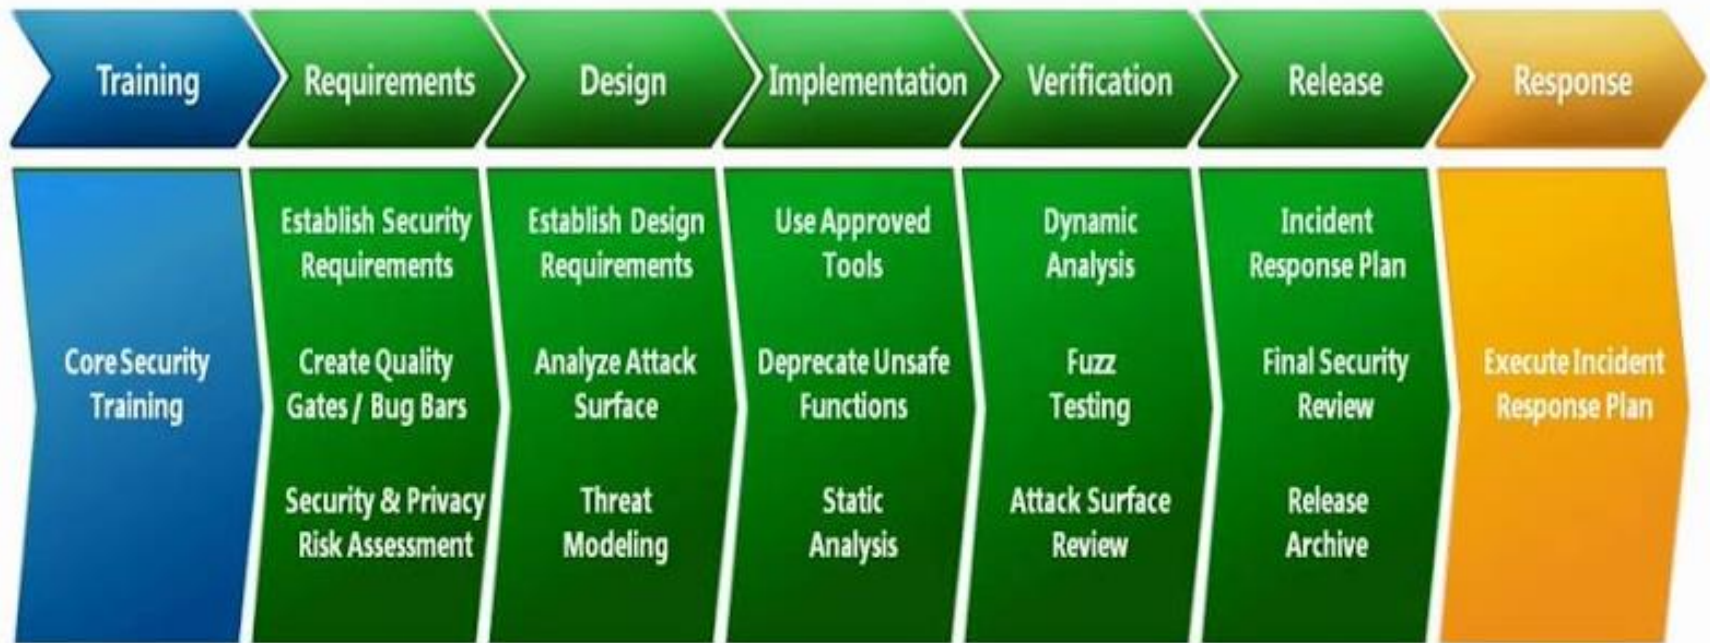 Training
Requirements
Design
Implementation
Verification
Release
Response
Core Security
Training
Establish Security
Requirements
Create Quality
Gates / Bug Bars
Security & Privacy
Risk Assessment
Establish Design
Requirements
Analyze Attack
Surface
Threat
Modeling
Use Approved
Tools
Deprecate Unsafe
Functions
Static
Analysis
Dynamic
Analysis
Fuzz
Testing
Attack Surface
Review
Incident
Response Plan
Final Security
Review
Release
Archive
Execute Incident
Response Plan